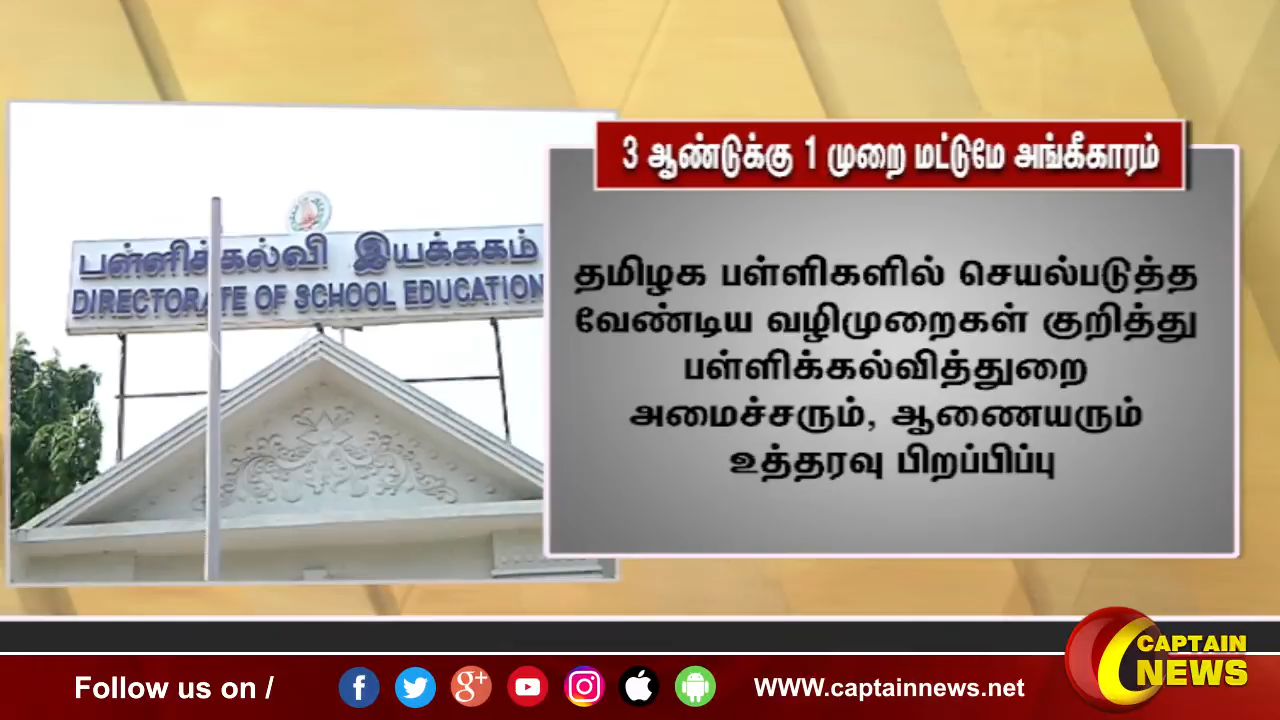 3 ஆண்டுக்கு 1 முறை மட்டுமே அங்கீகாரம்
பள்ளிக்கல்வி இயக்ககம்
DIRECTORATE OF SCHOOL EDUCATION
தமிழக பள்ளிகளில் செயல்படுத்த
வேண்டிய வழிமுறைகள் குறித்து
பள்ளிக்கல்வித்துறை
அமைச்சரும், ஆணையரும்
உத்தரவு பிறப்பிப்பு
Follow us on /
WWW.captainnews.net
CAPTAIN
NEWS